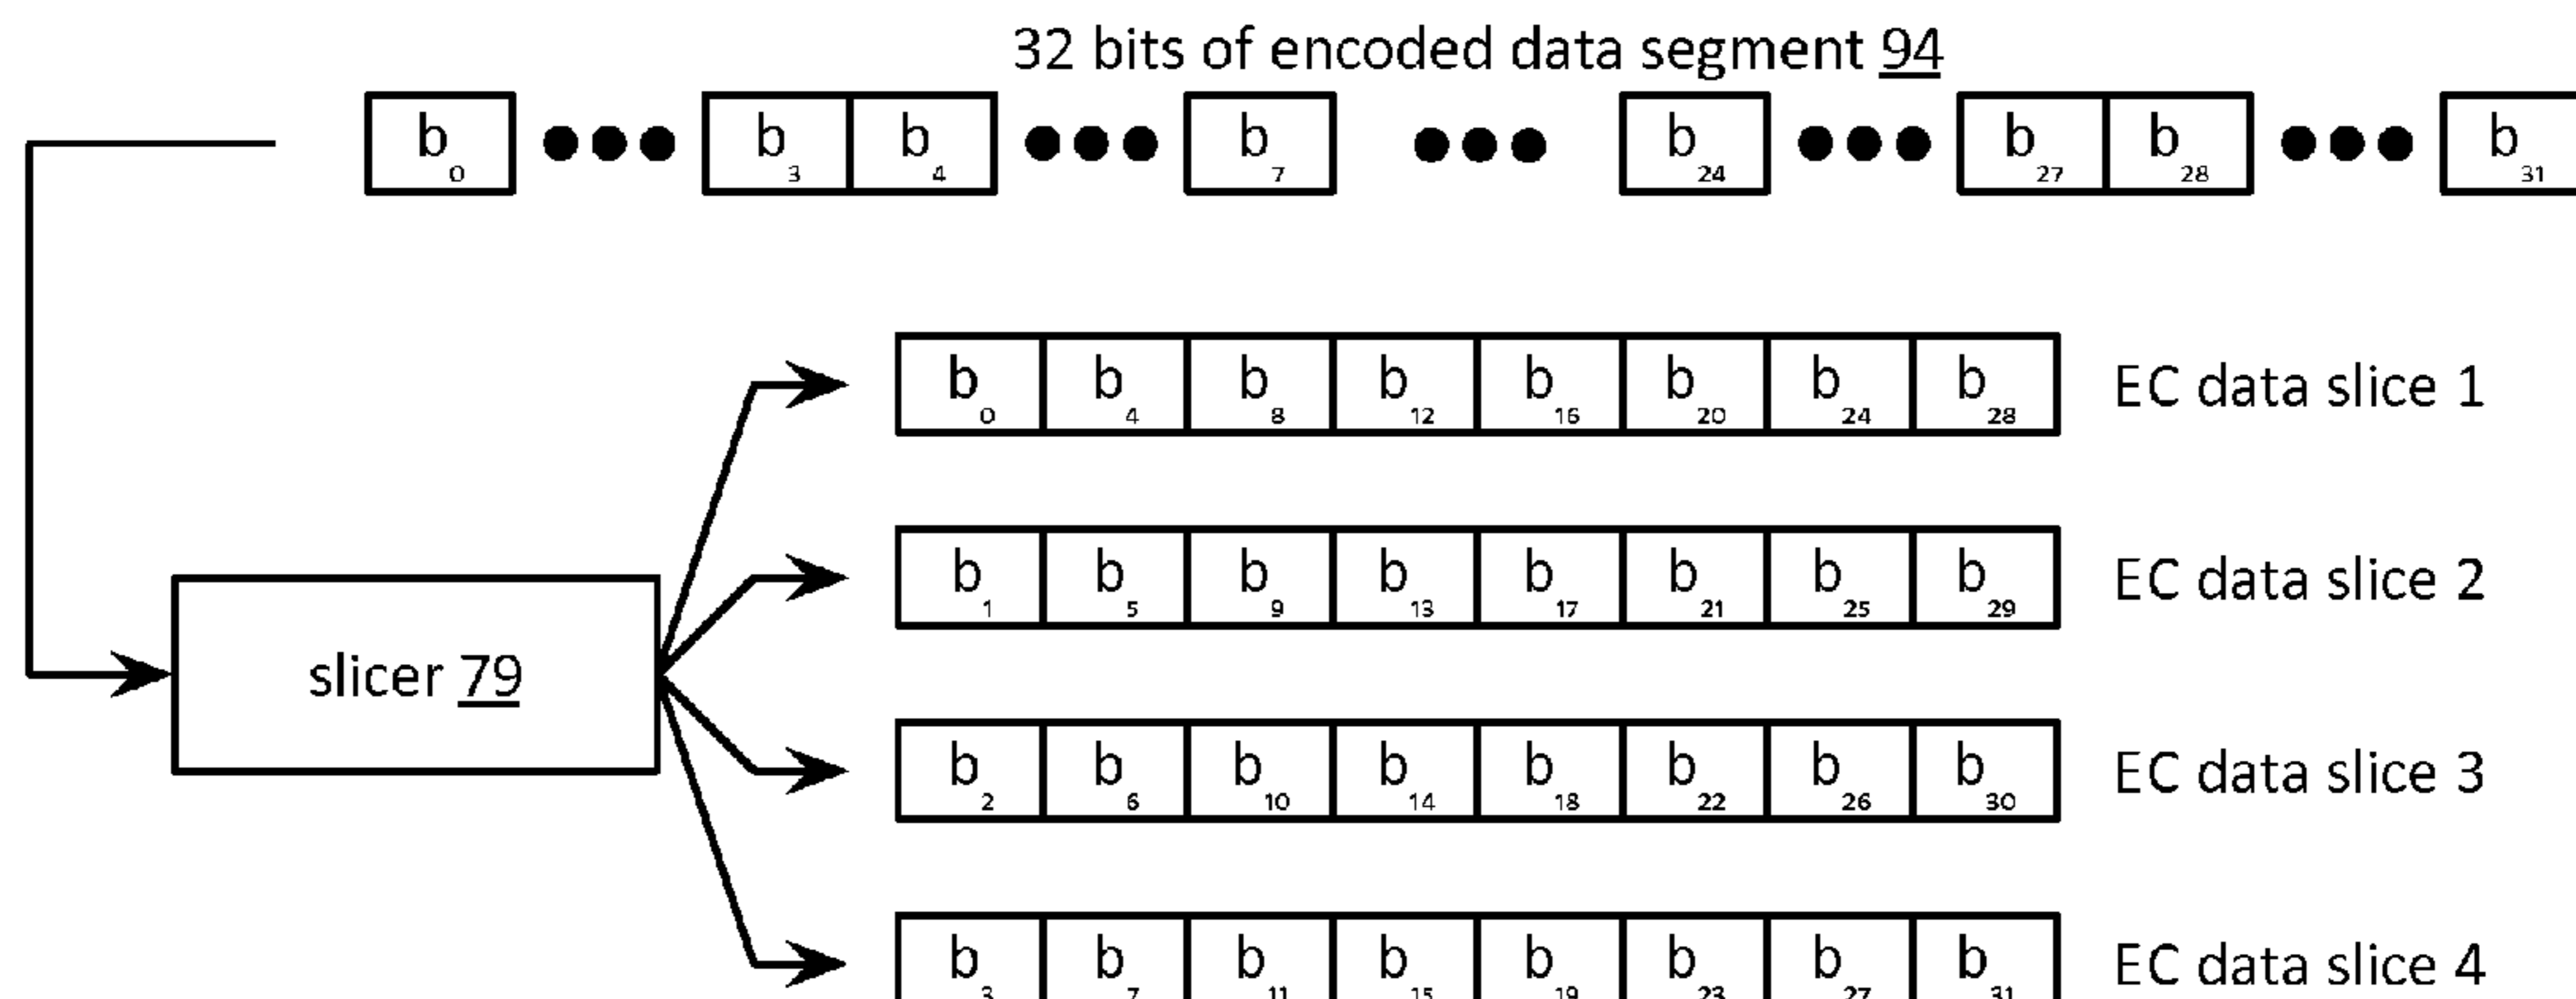 32 bits of encoded data segment 94
b0 ●●● b3 b4 ●●● b7 ●●● b24 ●●● b27 b28 ●●● b31
b0 b4 b8 b12 b16 b20 b24 b28 EC data slice 1
b1 b5 b9 b13 b17 b21 b25 b29 EC data slice 2
slicer 79
b2 b6 b10 b14 b18 b22 b26 b30 EC data slice 3
b3 b7 b11 b15 b19 b23 b27 b31 EC data slice 4